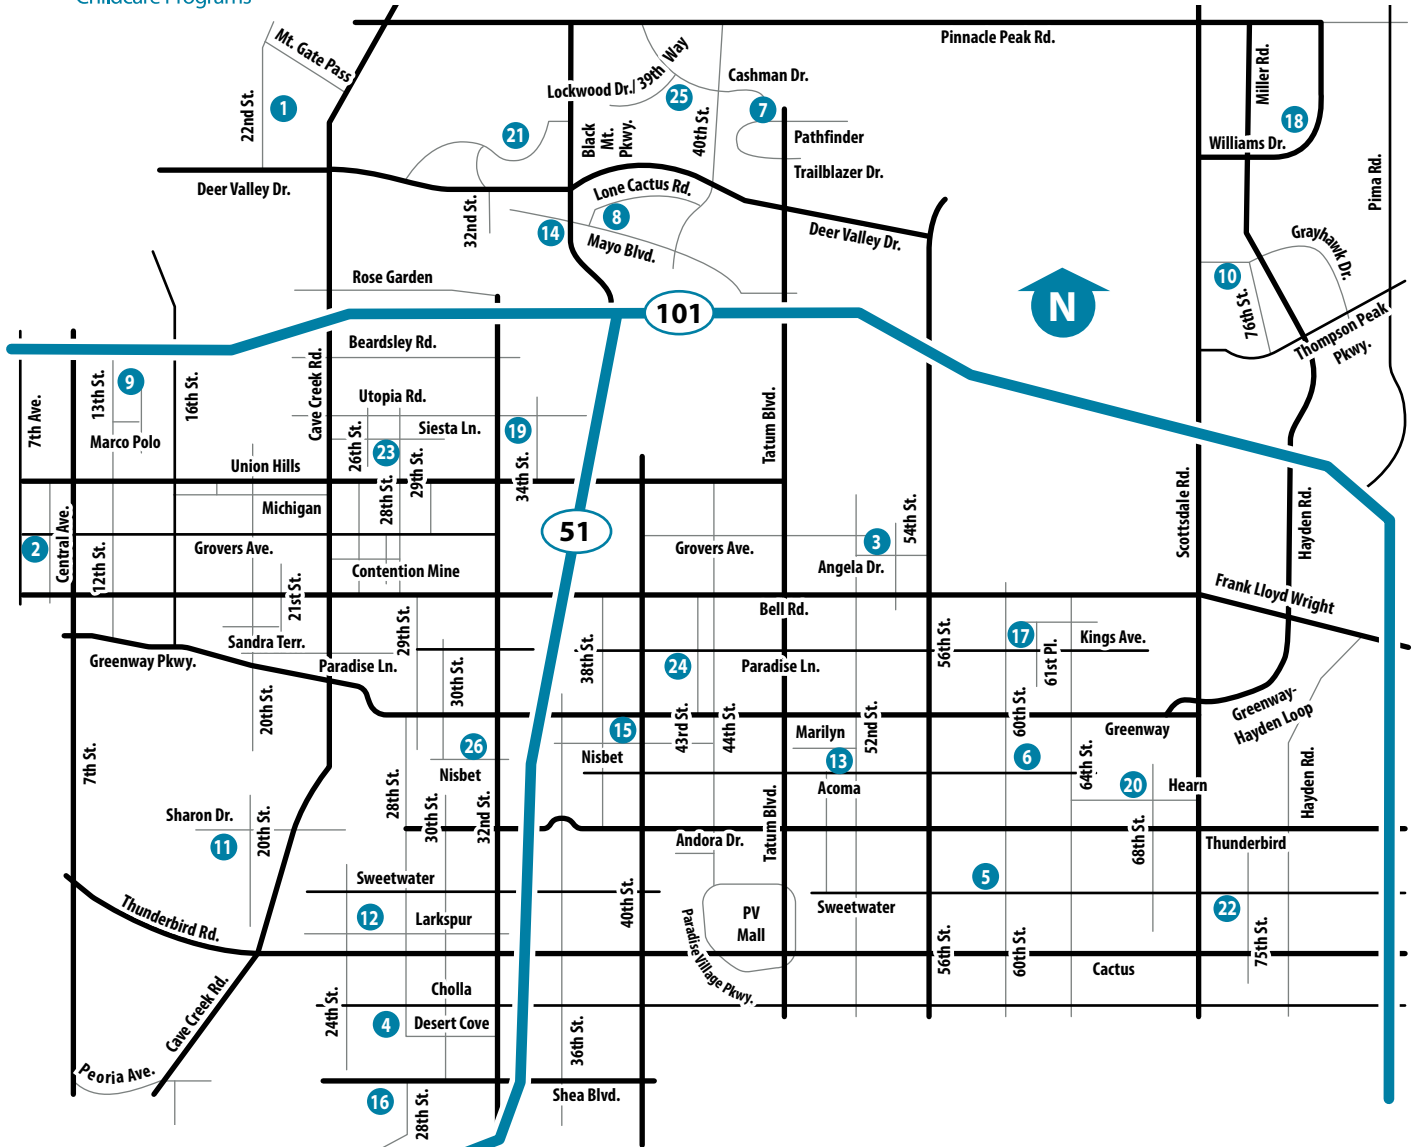 Childcare Programs
Pinnacle Peak Rd.
Mt. Gate Pass
22nd St.
1
Lockwood Dr./ 39th Way
25
Cashman Dr.
7
Miller Rd.
18
Williams Dr.
21
Black
Mt.
Pkwy.
40th St.
Pathfinder
Trailblazer Dr.
Pima Rd.
Deer Valley Dr.
32nd St.
Lone Cactus Rd.
8
14
Mayo Blvd.
Deer Valley Dr.
Grayhawk Dr.
10
76th St.
Rose Garden
N
101
Thompson Peak
Pkwy.
Beardsley Rd.
7th Ave.
13th St.
9
16th St.
Cave Creek Rd.
Utopia Rd.
Marco Polo
26th St.
23
Siesta Ln.
29th St.
19
34th St.
Tatum Blvd.
Union Hills
Michigan
28th St.
51
Scottsdale Rd.
Hayden Rd.
2
Central Ave.
12th St.
Grovers Ave.
Grovers Ave.
3
54th St.
Contention Mine
Angela Dr.
21st St.
Bell Rd.
Frank Lloyd Wright
Sandra Terr.
29th St.
Greenway Pkwy.
Paradise Ln.
30th St.
38th St.
24
Paradise Ln.
56th St.
17
61st Pl.
Kings Ave.
20th St.
15
43rd St.
44th St.
Marilyn
52nd St.
60th St.
Greenway
Greenway-
Hayden Loop
7th St.
26
Nisbet
Nisbet
13
Acoma
6
64th St.
20
Hearn
Hayden Rd.
28th St.
30th St.
32nd St.
Tatum Blvd.
Sharon Dr.
11
20th St.
Andora Dr.
68th St.
Thunderbird
Sweetwater
40th St.
5
Sweetwater
Thunderbird Rd.
12
Larkspur
PV
Mall
22
75th St.
Paradise Village Pkwy.
56th St.
60th St.
Cactus
Cave Creek Rd.
Cholla
24th St.
4
Desert Cove
36th St.
Peoria Ave.
16
28th St.
Shea Blvd.